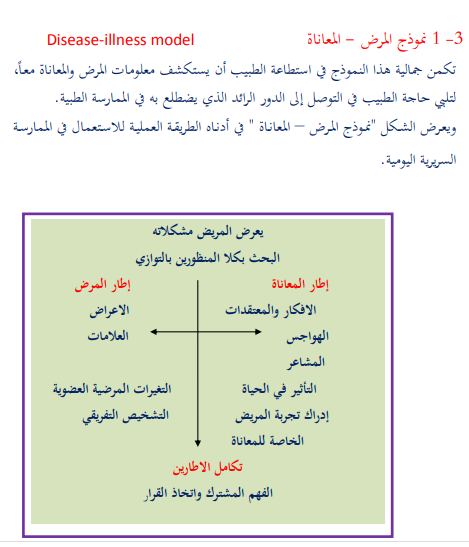 3- 1 نموذج المرض – المعاناة Disease-illness model
تكمن جمالية هذا النموذج في استطاعة الطبيب أن يستكشف معلومات المرض والمعاناة معاً،
لتلبي حاجة الطبيب في التوصل إلى الدور الرائد الذي يضطلع به في الممارسة الطبية.
ويعرض الشكل "نموذج المرض – المعاناة " في أدناه الطريقة العملية للاستعمال في الممارسة
السريرية اليومية.
يعرض المريض مشكلاته
البحث بكلا المنظورين بالتوازي
إطار المعاناة إطار المرض
الافكار والمعتقدات الاعراض
الهواجس العلامات
المشاعر
التأثير في الحياة التغيرات المرضية العضوية
إدراك تجربة المريض التشخيص التفريقي
الخاصة للمعاناة
تكامل الاطارين
الفهم المشترك واتخاذ القرار